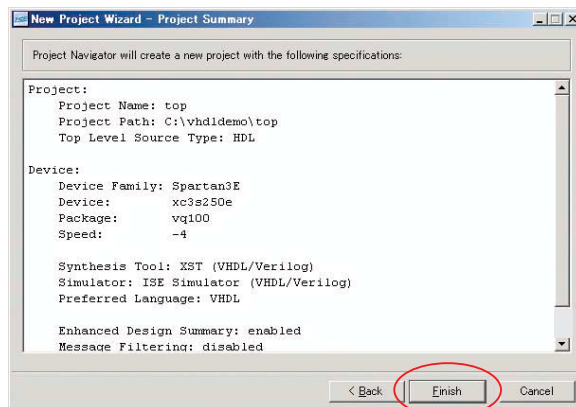 New Project Wizard - Project Summary
Project Navigator will create a new project with the following specifications:
Project:
Project Name: top
Project Path: C:\vhdldemo\top
Top Level Source Type: HDL
Device:
Device Family: Spartan3E
Device: xc3s250e
Package: vq100
Speed: -4
Synthesis Tool: XST (VHDL/Verilog)
Simulator: ISE Simulator (VHDL/Verilog)
Preferred Language: VHDL
Enhanced Design Summary: enabled
Message Filtering: disabled
< Back Finish Cancel